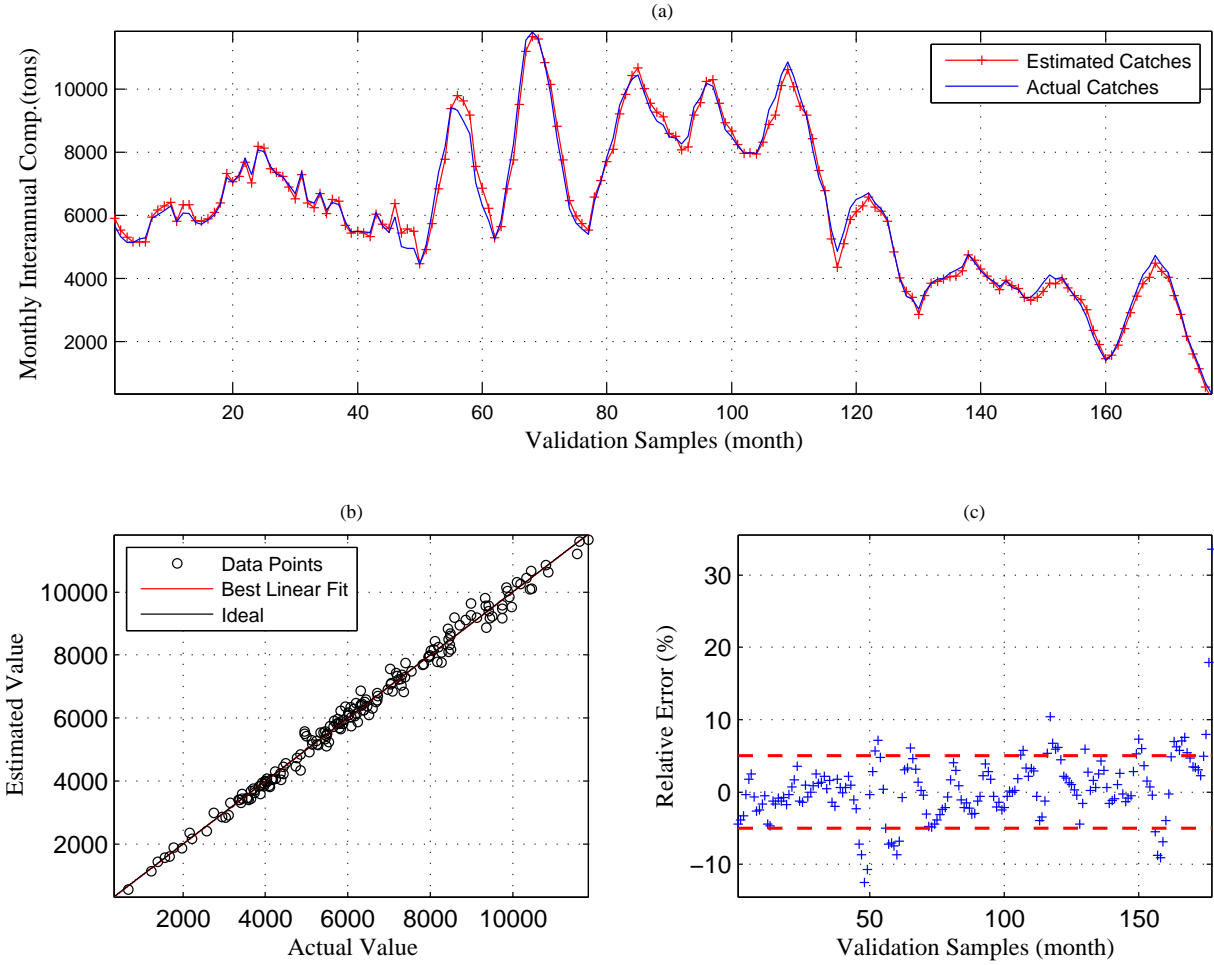 (a)
Monthly Interannual Comp.(tons)
10000
8000
6000
4000
2000
Estimated Catches
Actual Catches
20
40
60
80
100
120
140
160
Validation Samples (month)
(b)
Estimated Value
10000
8000
6000
4000
2000
Data Points
Best Linear Fit
Ideal
2000
4000
6000
8000
10000
Actual Value
(c)
Relative Error (%)
30
20
10
0
−10
50
100
150
Validation Samples (month)